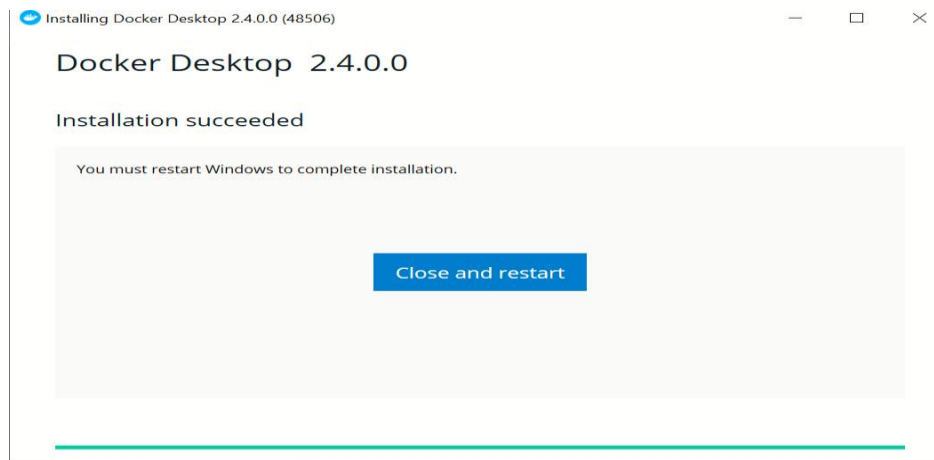 Installing Docker Desktop 2.4.0.0 (48506)
Docker Desktop 2.4.0.0
Installation succeeded
You must restart Windows to complete installation.
Close and restart